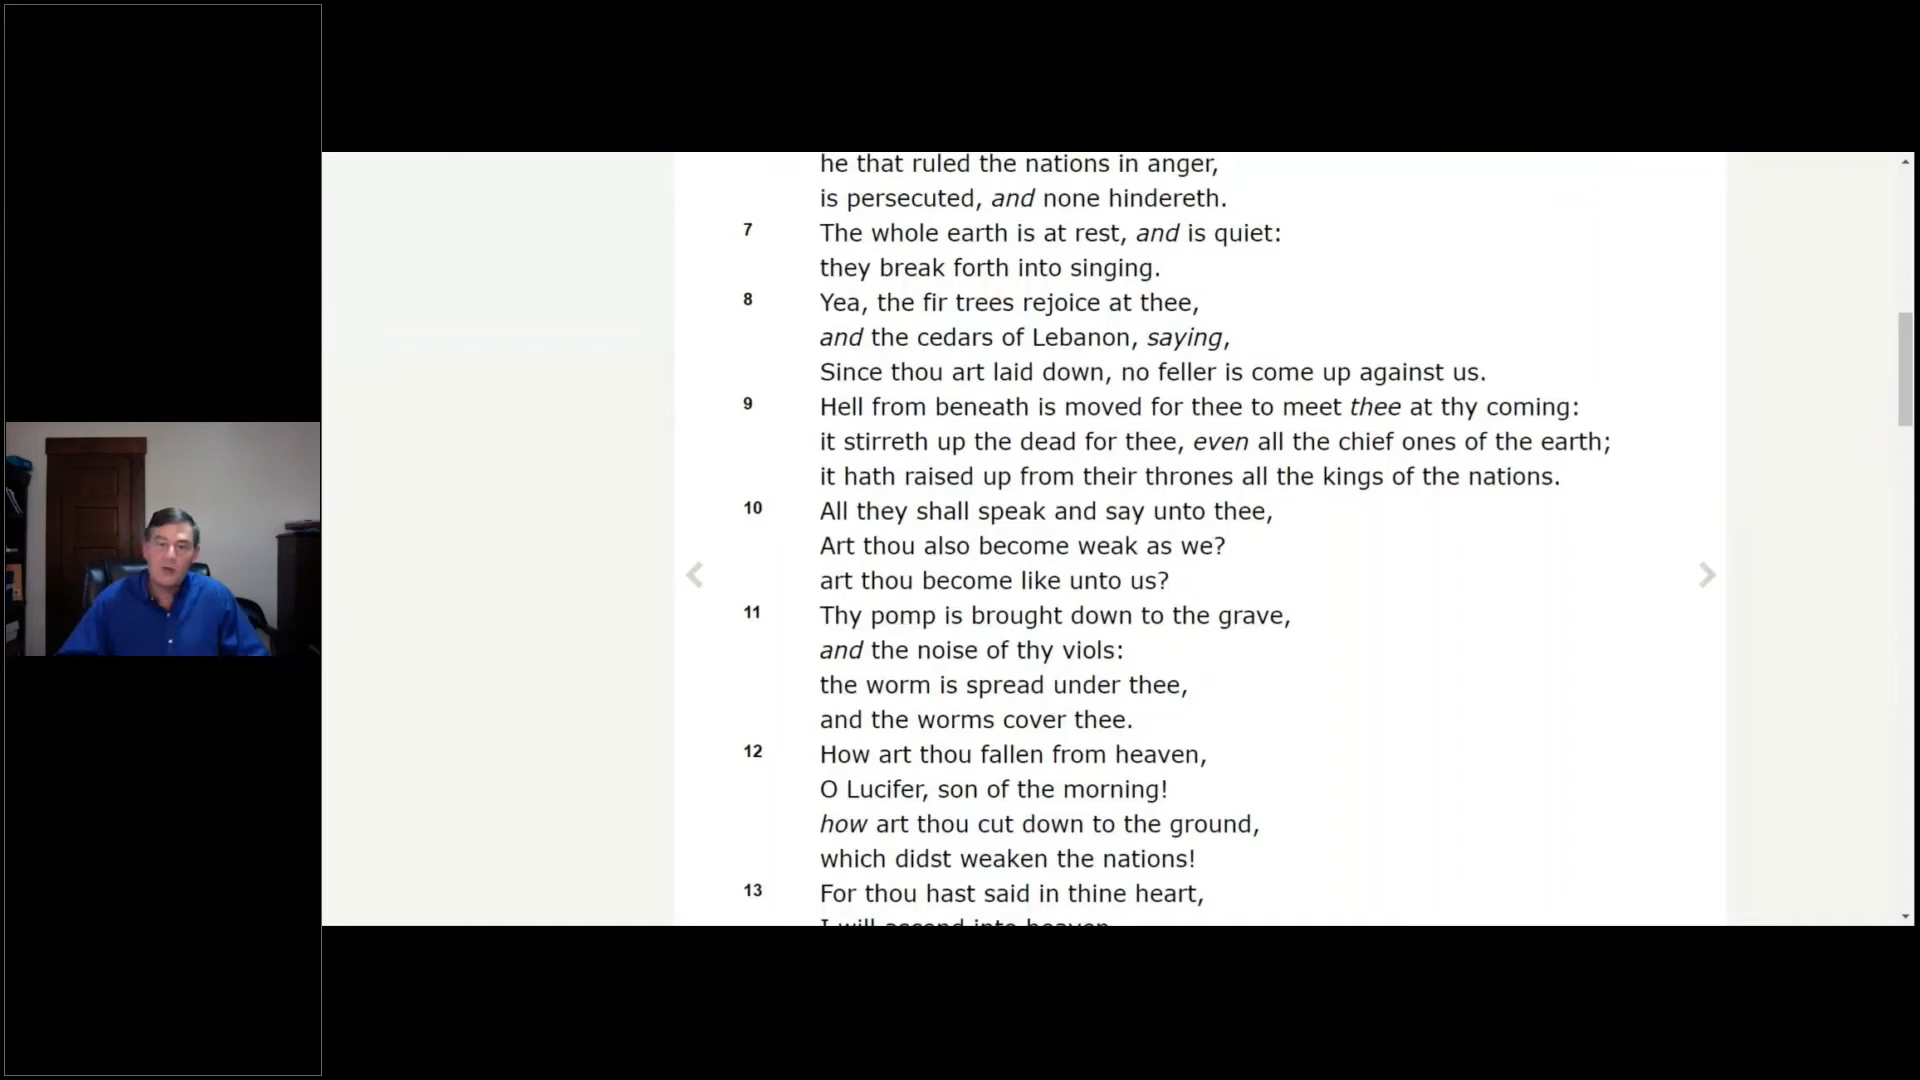 he that ruled the nations in anger,
is persecuted, and none hindereth.
7 The whole earth is at rest, and is quiet:
they break forth into singing.
8 Yea, the fir trees rejoice at thee,
and the cedars of Lebanon, saying,
Since thou art laid down, no feller is come up against us.
9 Hell from beneath is moved for thee to meet thee at thy coming:
it stirreth up the dead for thee, even all the chief ones of the earth;
it hath raised up from their thrones all the kings of the nations.
10 All they shall speak and say unto thee,
Art thou also become weak as we?
art thou become like unto us?
11 Thy pomp is brought down to the grave,
and the noise of thy viols:
the worm is spread under thee,
and the worms cover thee.
12 How art thou fallen from heaven,
O Lucifer, son of the morning!
how art thou cut down to the ground,
which didst weaken the nations!
13 For thou hast said in thine heart,
I will ascend into heaven